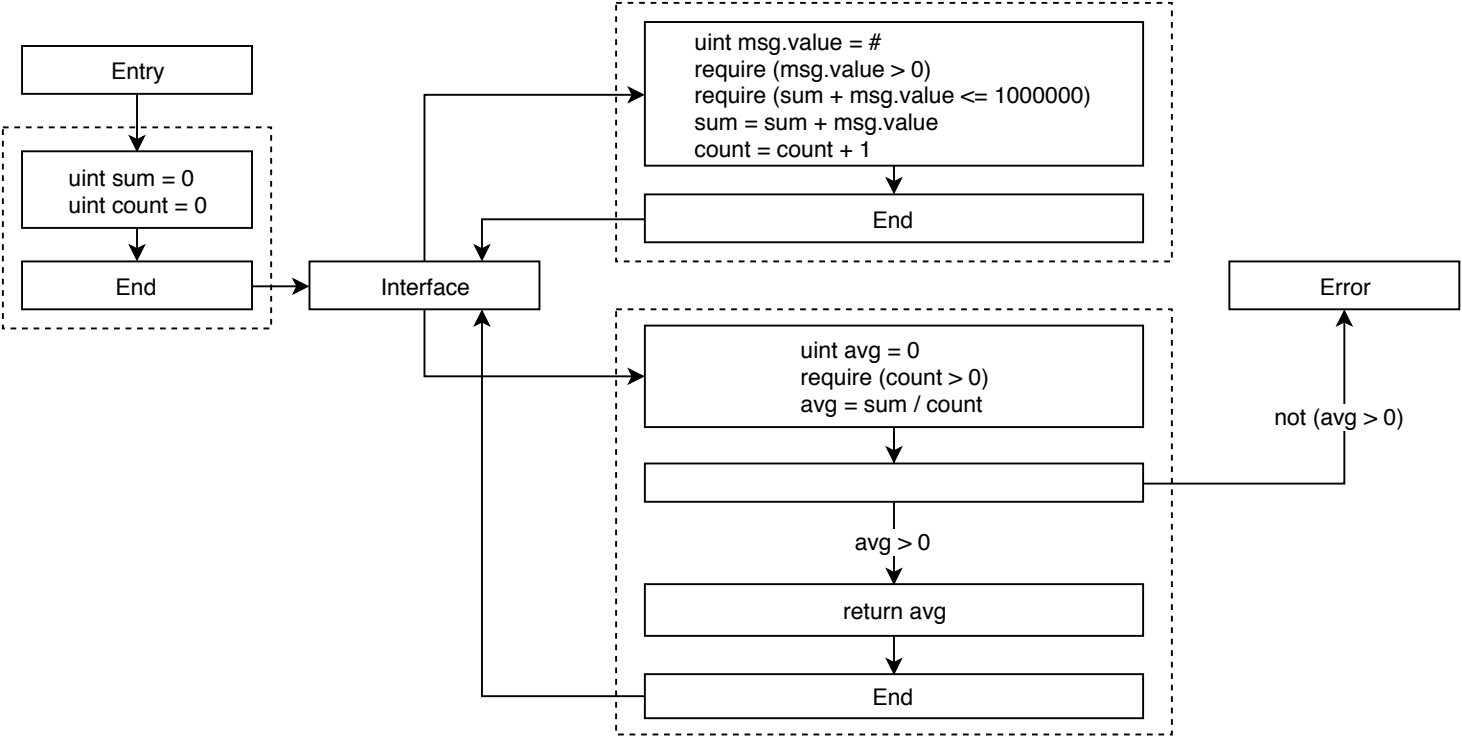 Entry
uint sum = 0
uint count = 0
End
Interface
uint msg.value = #
require (msg.value > 0)
require (sum + msg.value <= 1000000)
sum = sum + msg.value
count = count + 1
End
uint avg = 0
require (count > 0)
avg = sum / count
avg > 0
return avg
End
not (avg > 0)
Error